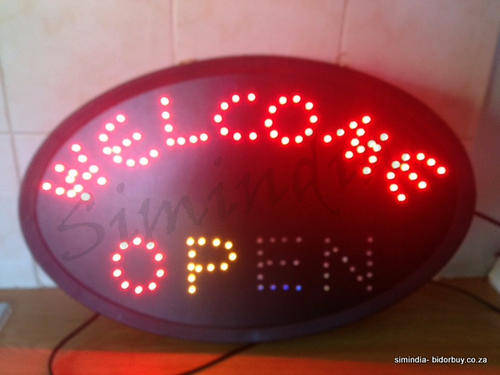 WELCOME
Simindia
OPEN
simindia- bidorbuy.co.za